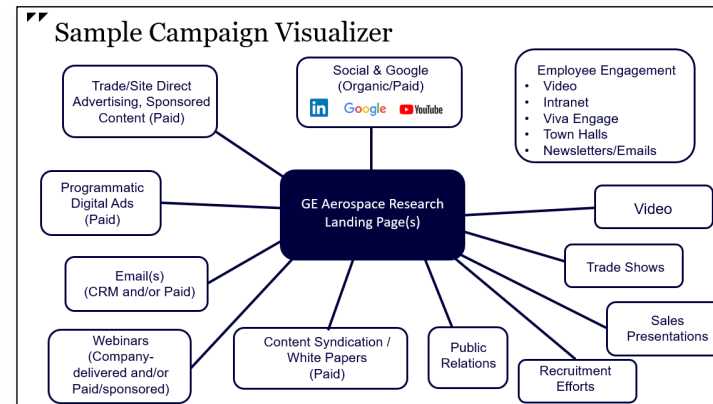 Sample Campaign Visualizer
Trade/Site Direct
Advertising, Sponsored
Content (Paid)
Social & Google
(Organic/Paid)
in Google YouTube
Employee Engagement
• Video
• Intranet
• Viva Engage
• Town Halls
• Newsletters/Emails
Programmatic
Digital Ads
(Paid)
GE Aerospace Research
Landing Page(s)
Video
Email(s)
(CRM and/or Paid)
Trade Shows
Webinars
(Company-
delivered and/or
Paid/sponsored)
Content Syndication /
White Papers
(Paid)
Public
Relations
Recruitment
Efforts
Sales
Presentations